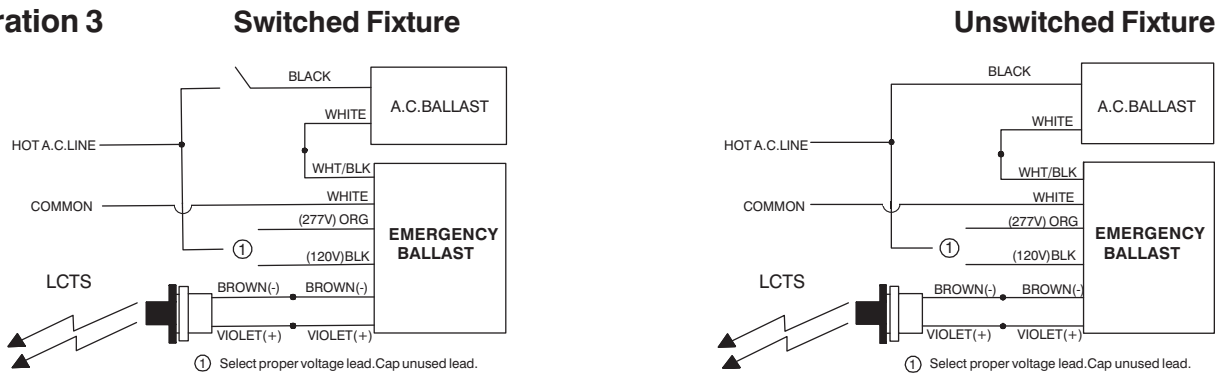 ration 3
Switched Fixture
BLACK
A.C.BALLAST
WHITE
HOT A.C.LINE
WHT/BLK
WHITE
COMMON
(277V) ORG
EMERGENCY
BALLAST
①
(120V)BLK
LCTS
BROWN(-) BROWN(-)
VIOLET(+) VIOLET(+)
① Select proper voltage lead.Cap unused lead.
Unswitched Fixture
BLACK
A.C.BALLAST
WHITE
HOT A.C.LINE
WHT/BLK
WHITE
COMMON
(277V) ORG
EMERGENCY
BALLAST
①
(120V)BLK
LCTS
BROWN(-) BROWN(-)
VIOLET(+) VIOLET(+)
① Select proper voltage lead.Cap unused lead.